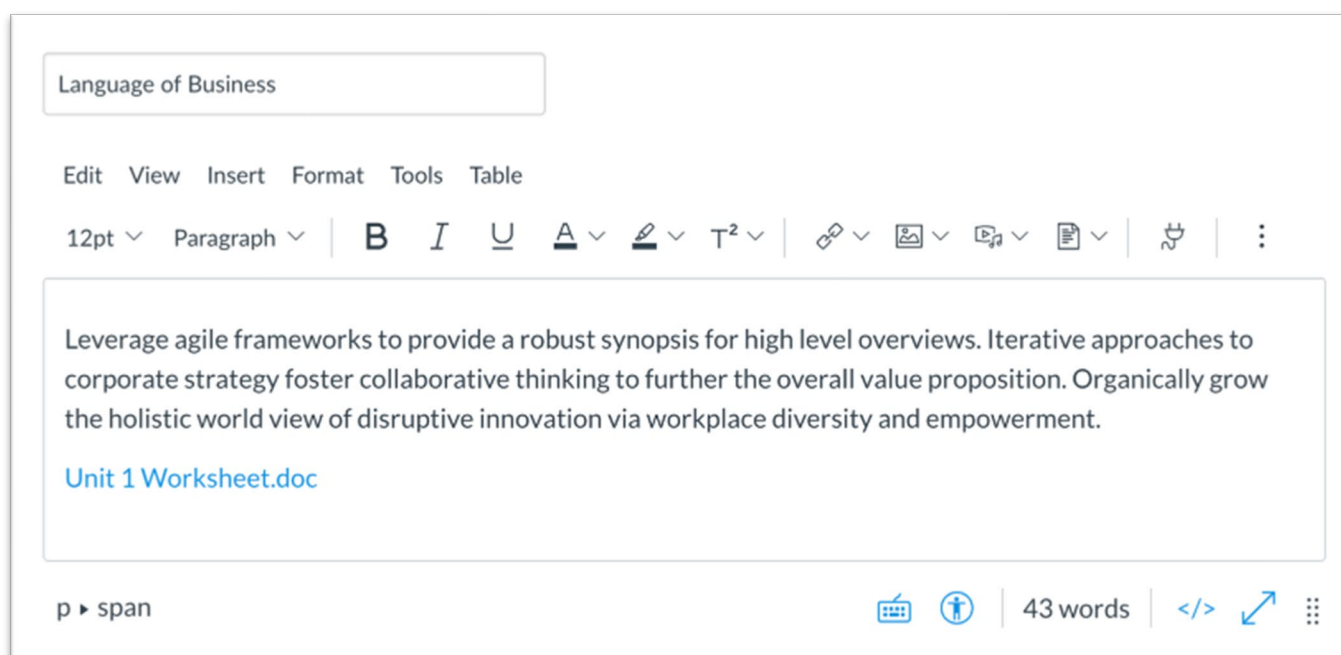 Language of Business
Edit View Insert Format Tools Table
12pt Paragraph B I U A T²
Leverage agile frameworks to provide a robust synopsis for high level overviews. Iterative approaches to
corporate strategy foster collaborative thinking to further the overall value proposition. Organically grow
the holistic world view of disruptive innovation via workplace diversity and empowerment.
Unit 1 Worksheet.doc
p ▸ span 43 words </>